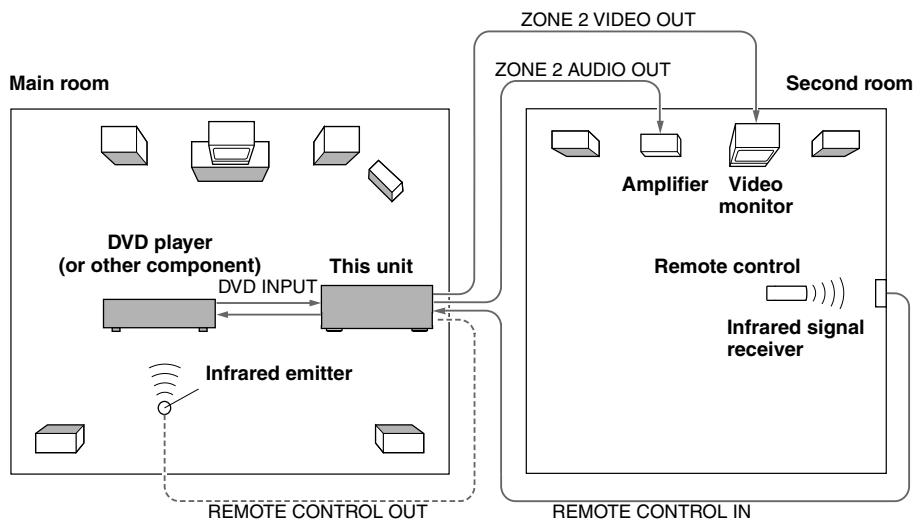 ZONE 2 VIDEO OUT
ZONE 2 AUDIO OUT
Main room
Second room
Amplifier
Video
monitor
DVD player
(or other component)
This unit
DVD INPUT
Remote control
Infrared signal
receiver
Infrared emitter
REMOTE CONTROL OUT
REMOTE CONTROL IN